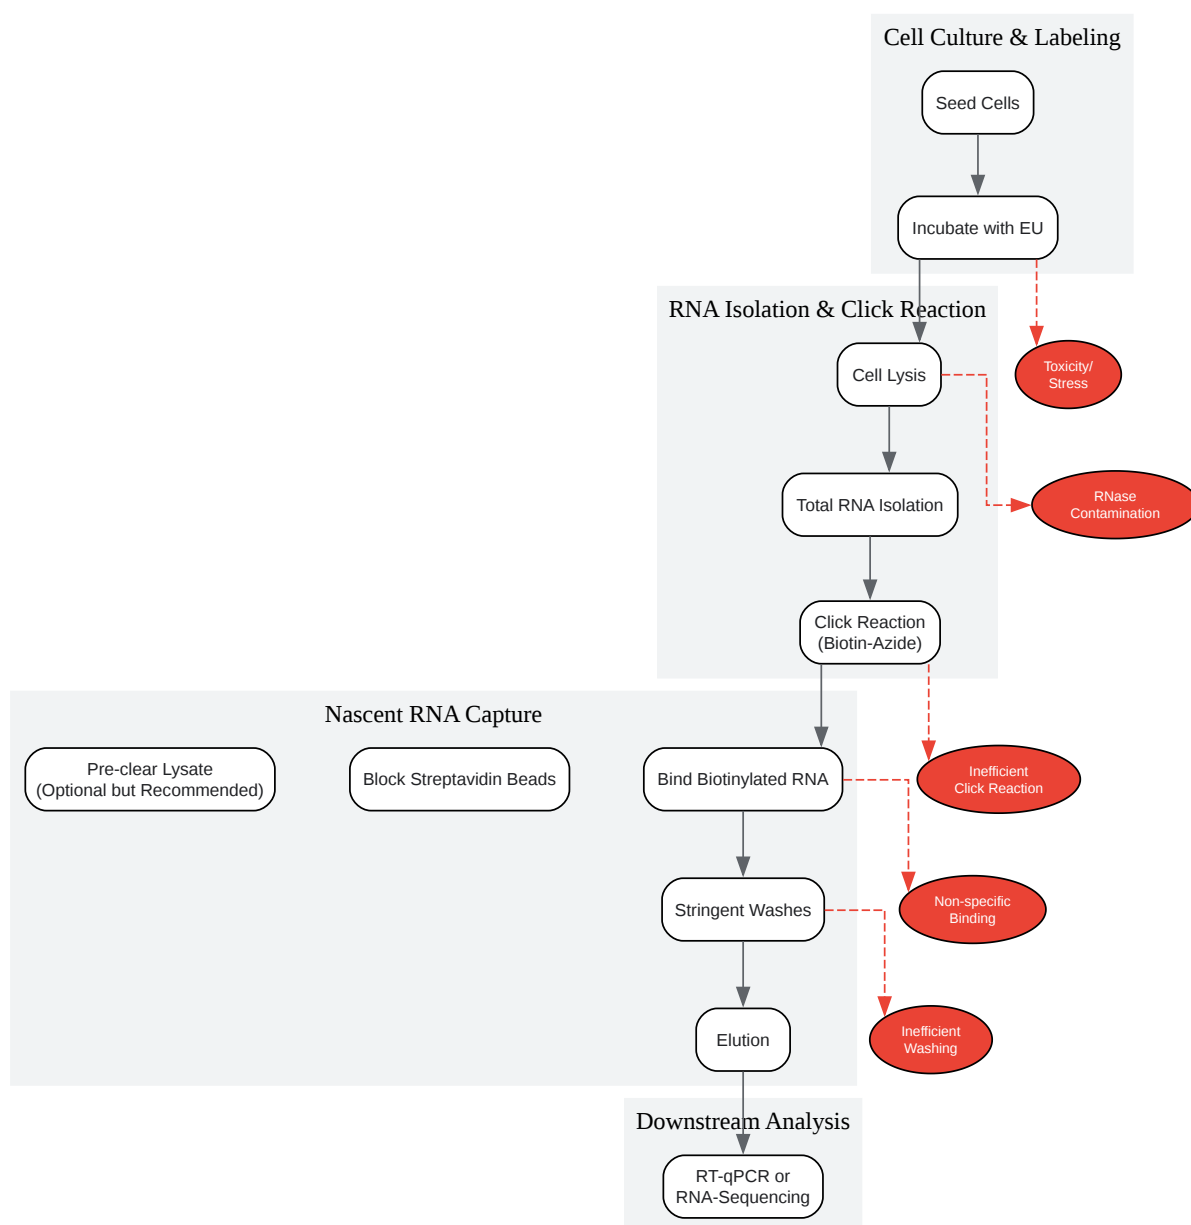 Cell Culture & Labeling
Seed Cells
Incubate with EU
RNA Isolation & Click Reaction
Cell Lysis
Toxicity/
Stress
Total RNA Isolation
RNase
Contamination
Click Reaction
(Biotin-Azide)
Nascent RNA Capture
Pre-clear Lysate
(Optional but Recommended)
Block Streptavidin Beads
Bind Biotinylated RNA
Inefficient
Click Reaction
Stringent Washes
Non-specific
Binding
Elution
Inefficient
Washing
Downstream Analysis
RT-qPCR or
RNA-Sequencing